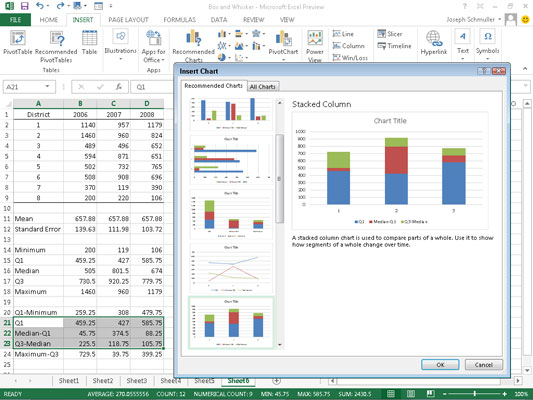 Box and Whisker - Microsoft Excel Preview
FILE HOME INSERT PAGE LAYOUT FORMULAS DATA REVIEW VIEW POWERPIVOT Joseph Schmuller
PivotTable Recommended PivotTables Table Illustrations Apps for Office Recommended Charts PivotChart Power View Line Column Win/Loss Slicer Timeline Hyperlink Text Symbols
Tables Apps
A21 Q1
A B C D
1 District 2006 2007 2008
2 1 1140 957 1179
3 2 1460 960 824
4 3 489 496 652
5 4 594 871 651
6 5 502 732 765
7 6 508 908 696
8 7 370 119 390
9 8 200 220 106
10
11 Mean 657.88 657.88 657.88
12 Standard Error 139.63 111.98 103.72
13
14 Minimum 200 119 106
15 Q1 459.25 427 585.75
16 Median 505 801.5 674
17 Q3 730.5 920.25 779.75
18 Maximum 1460 960 1179
19
20 Q1-Minimum 259.25 308 479.75
21 Q1 459.25 427 585.75
22 Median-Q1 45.75 374.5 88.25
23 Q3-Median 225.5 118.75 105.75
24 Maximum-Q3 729.5 39.75 399.25
25
Insert Chart
Recommended Charts All Charts
Chart Title
Chart Title
Chart Title
Chart Title
Stacked Column
Chart Title
1000
900
800
700
600
500
400
300
200
100
0
1 2 3
Q1 Median-Q1 Q3-Median
A stacked column chart is used to compare parts of a whole. Use it to show
how segments of a whole change over time.
OK Cancel
Sheet1 Sheet2 Sheet3 Sheet4 Sheet5 Sheet6
READY AVERAGE: 270.0555556 COUNT: 12 NUMERICAL COUNT: 9 MIN: 45.75 MAX: 585.75 SUM: 2430.5 100%